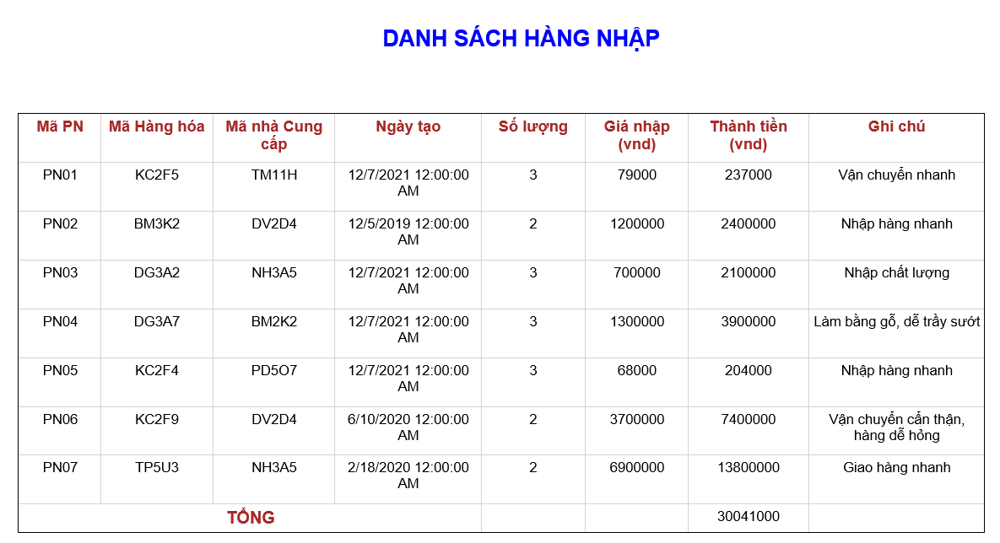 DANH SÁCH HÀNG NHẬP
Mã PN Mã Hàng hóa Mã nhà Cung cấp Ngày tạo Số lượng Giá nhập (vnd) Thành tiền (vnd) Ghi chú
PN01 KC2F5 TM11H 12/7/2021 12:00:00 AM 3 79000 237000 Vận chuyển nhanh
PN02 BM3K2 DV2D4 12/5/2019 12:00:00 AM 2 1200000 2400000 Nhập hàng nhanh
PN03 DG3A2 NH3A5 12/7/2021 12:00:00 AM 3 700000 2100000 Nhập chất lượng
PN04 DG3A7 BM2K2 12/7/2021 12:00:00 AM 3 1300000 3900000 Làm bằng gỗ, dễ trầy sướt
PN05 KC2F4 PD5O7 12/7/2021 12:00:00 AM 3 68000 204000 Nhập hàng nhanh
PN06 KC2F9 DV2D4 6/10/2020 12:00:00 AM 2 3700000 7400000 Vận chuyển cẩn thận, hàng dễ hỏng
PN07 TP5U3 NH3A5 2/18/2020 12:00:00 AM 2 6900000 13800000 Giao hàng nhanh
TỔNG 30041000